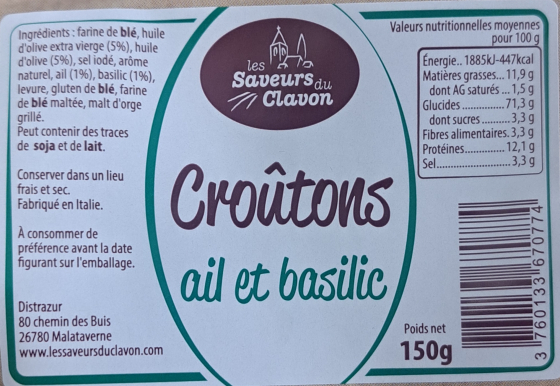 Ingrédients : farine de blé, huile
d'olive extra vierge (5%), huile
d'olive (5%), sel iodé, arôme
naturel, ail (1%), basilic (1%),
levure, gluten de blé, farine
de blé maltée, malt d'orge
grillé.
Peut contenir des traces
de soja et de lait.
Conserver dans un lieu
frais et sec.
Fabriqué en Italie.
À consommer de
préférence avant la date
figurant sur l'emballage.
Distrazur
80 chemin des Buis
26780 Malataverne
www.lessaveursduclavon.com
les
Saveurs du
Clavon
Croûtons
ail et basilic
Valeurs nutritionnelles moyennes
pour 100 g
Énergie.. 1885kJ-447kcal
Matières grasses... 11,9 g
dont AG saturés ... 1,5 g
Glucides .............. 71,3 g
dont sucres .......... 3,3 g
Fibres alimentaires. 3,3 g
Protéines............. 12,1 g
Sel....................... 3,3 g
3 760133 670774
Poids net
150g